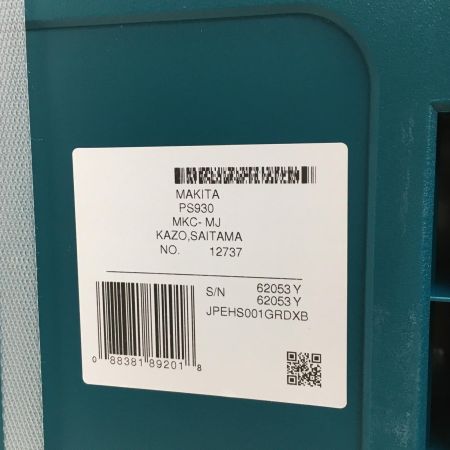 MAKITA
PS930
MKC- MJ
KAZO,SAITAMA
NO. 12737
S/N 62053 Y
62053 Y
JPEHS001GRDXB
0 88381 89201 8